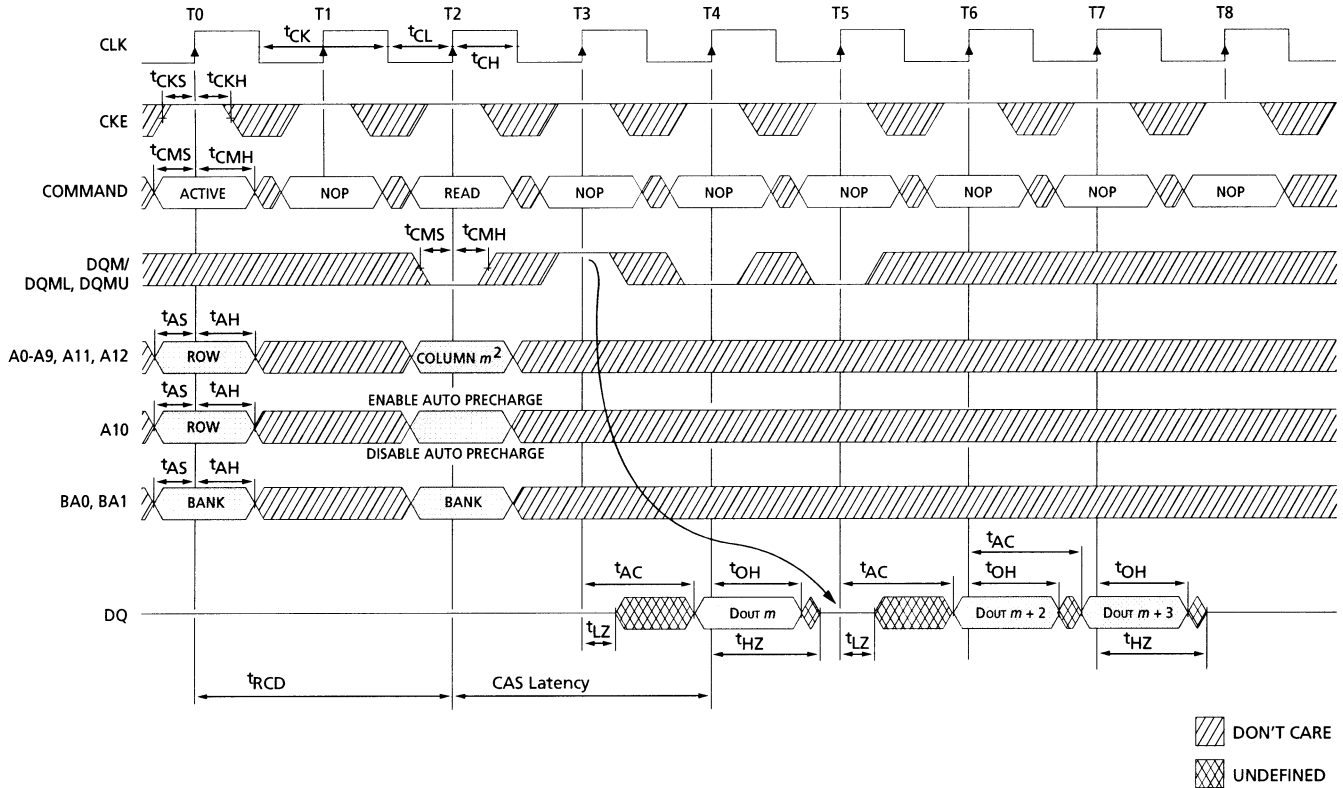 T0 T1 T2 T3 T4 T5 T6 T7 T8
CLK
tCK tCL
tCH
tCKS tCKH
CKE
tCMS tCMH
COMMAND ACTIVE NOP READ NOP NOP NOP NOP NOP NOP
tCMS tCMH
DQM/
DQML, DQMU
tAS tAH
A0-A9, A11, A12 ROW COLUMN m2
tAS tAH ENABLE AUTO PRECHARGE
A10 ROW
DISABLE AUTO PRECHARGE
tAS tAH
BA0, BA1 BANK BANK
tAC
tAC tOH tAC tOH tOH
DQ DOUT m DOUT m + 2 DOUT m + 3
tLZ tHZ tLZ tHZ
tRCD CAS Latency
DON'T CARE
UNDEFINED